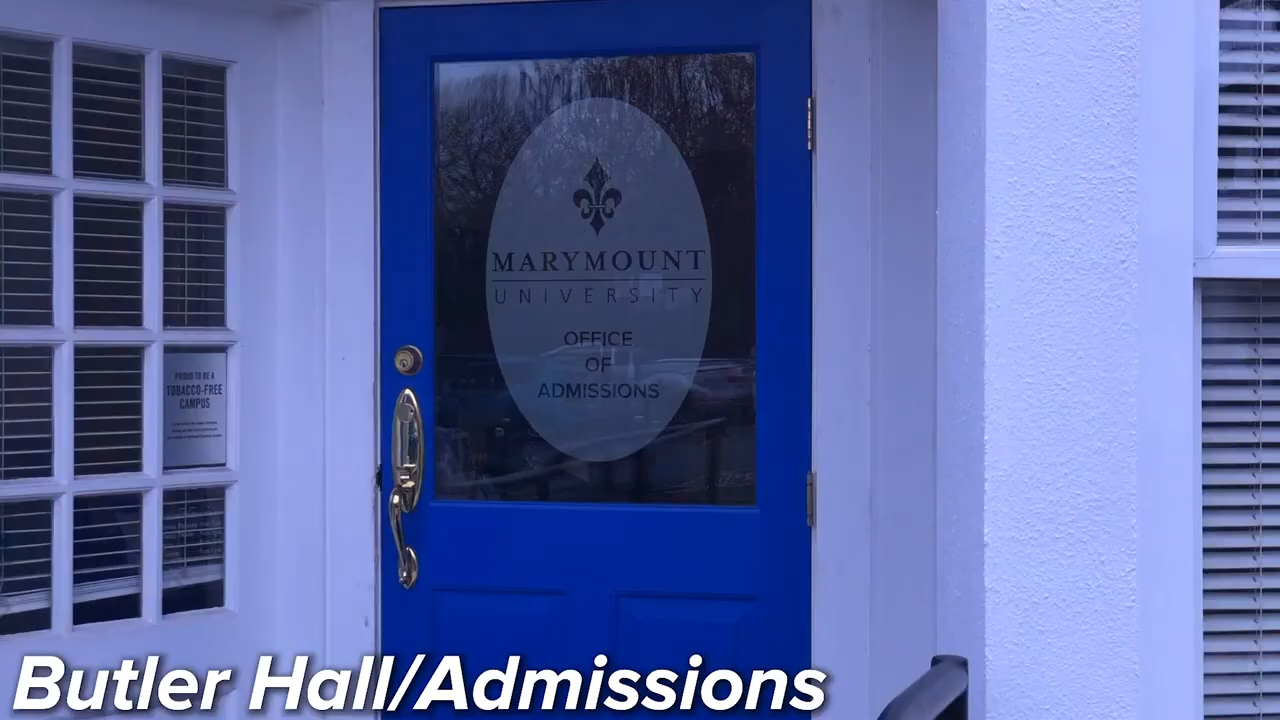 MARYMOUNT
UNIVERSITY
OFFICE
OF
ADMISSIONS
PROUD TO BE A
TOBACCO-FREE
CAMPUS
Butler Hall/Admissions